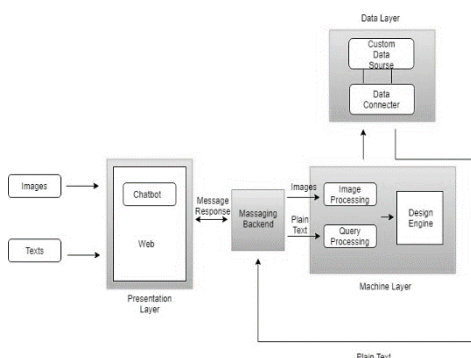 Data Layer
Custom
Data
Sourse
Data
Connecter
Images
Texts
Chatbot
Web
Presentation
Layer
Message
Response
Massaging
Backend
Images
Plain
Text
Image
Processing
Query
Processing
Design
Engine
Machine Layer
Plain Text